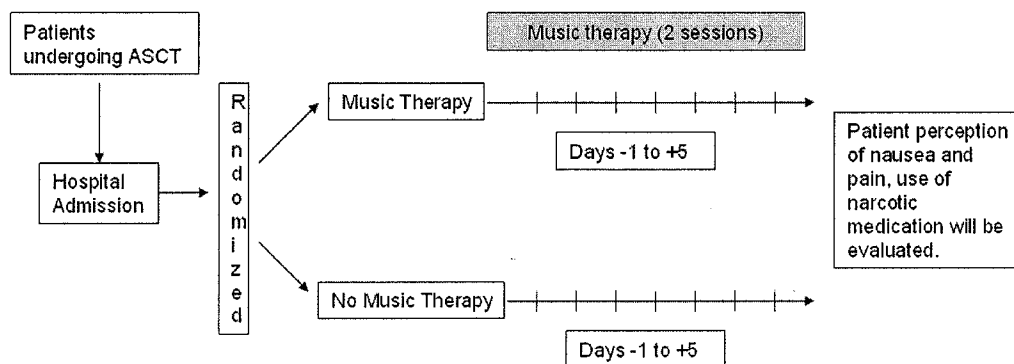 Patients
undergoing ASCT
Music therapy (2 sessions)
Randomized
Music Therapy
Days -1 to +5
Hospital
Admission
No Music Therapy
Days -1 to +5
Patient perception
of nausea and
pain, use of
narcotic
medication will be
evaluated.